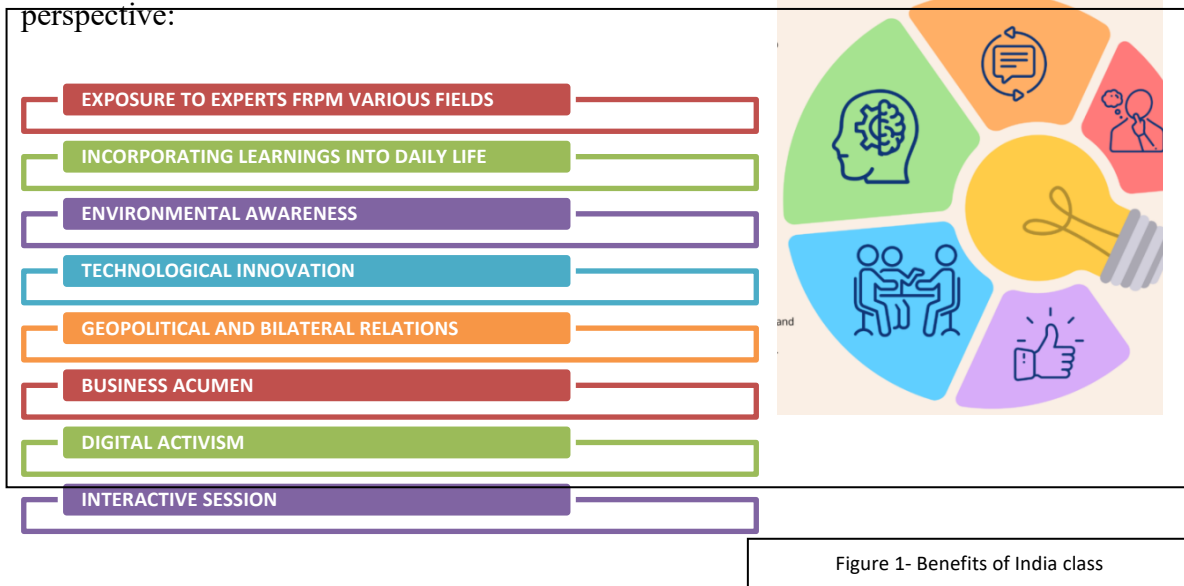 perspective:
EXPOSURE TO EXPERTS FRPM VARIOUS FIELDS
INCORPORATING LEARNINGS INTO DAILY LIFE
ENVIRONMENTAL AWARENESS
TECHNOLOGICAL INNOVATION
GEOPOLITICAL AND BILATERAL RELATIONS
and
BUSINESS ACUMEN
DIGITAL ACTIVISM
INTERACTIVE SESSION
Figure 1- Benefits of India class